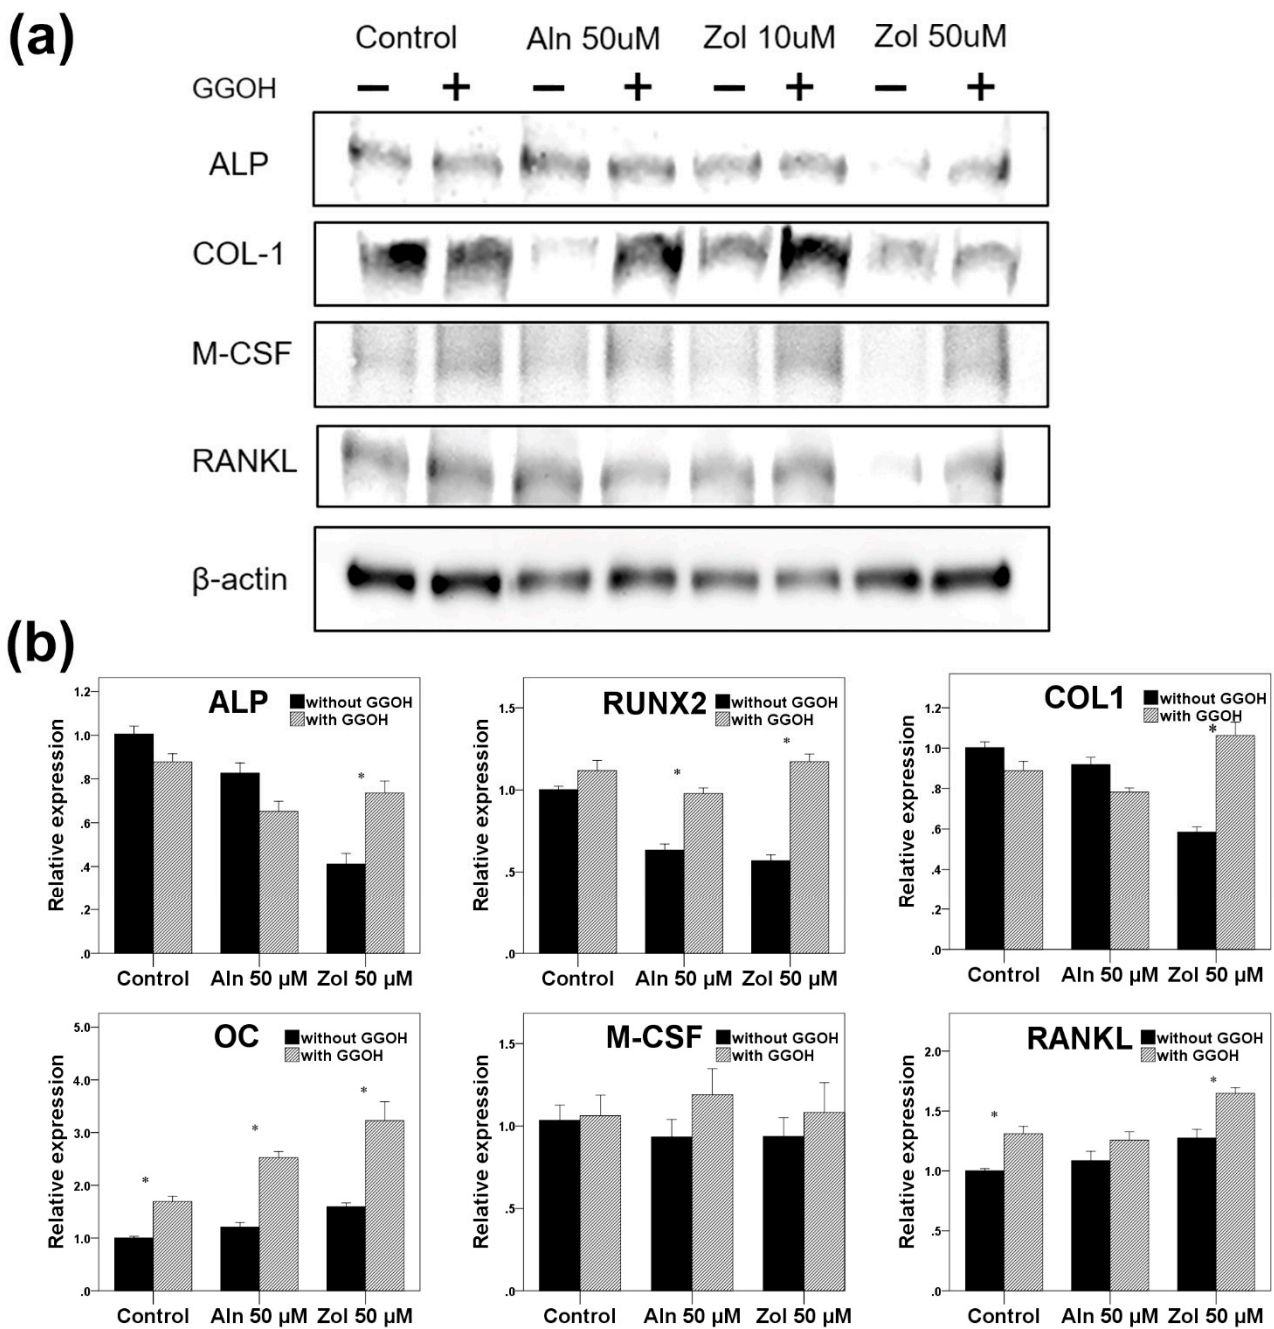 (a)
Control Aln 50uM Zol 10uM Zol 50uM
GGOH − + − + − + − +
ALP
COL-1
M-CSF
RANKL
β-actin
(b)
ALP
without GGOH
with GGOH
Relative expression
1.2
1.0
.8
.6
.4
.2
.0
Control Aln 50 µM Zol 50 µM
*
RUNX2
without GGOH
with GGOH
Relative expression
1.5
1.0
.5
.0
Control Aln 50 µM Zol 50 µM
* *
COL1
without GGOH
with GGOH
Relative expression
1.2
1.0
.8
.6
.4
.2
.0
Control Aln 50 µM Zol 50 µM
*
OC
without GGOH
with GGOH
Relative expression
5.0
4.0
3.0
2.0
1.0
.0
Control Aln 50 µM Zol 50 µM
* * *
M-CSF
without GGOH
with GGOH
Relative expression
1.5
1.0
.5
.0
Control Aln 50 µM Zol 50 µM
RANKL
without GGOH
with GGOH
Relative expression
2.0
1.5
1.0
.5
.0
Control Aln 50 µM Zol 50 µM
* *